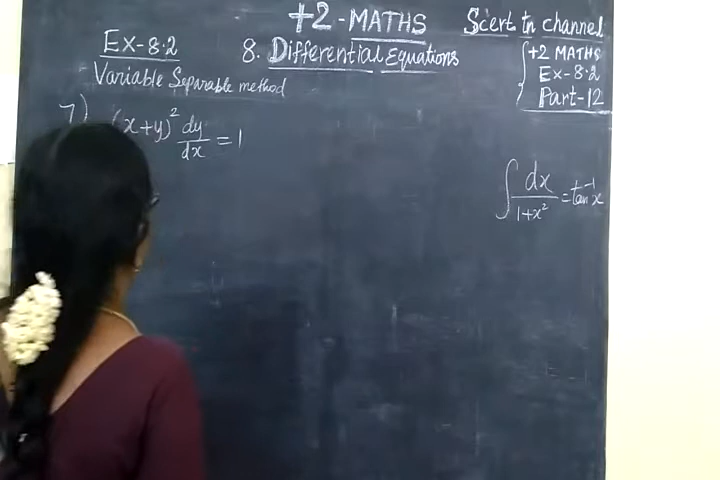 +2 - MATHS
Scert tn channel
Ex-8.2
8. Differential Equations
+2 MATHS
Ex-8.2
Part-12
Variable Separable method
7) (x+y)² dy/dx = 1
∫ dx/1+x² = tan⁻¹x